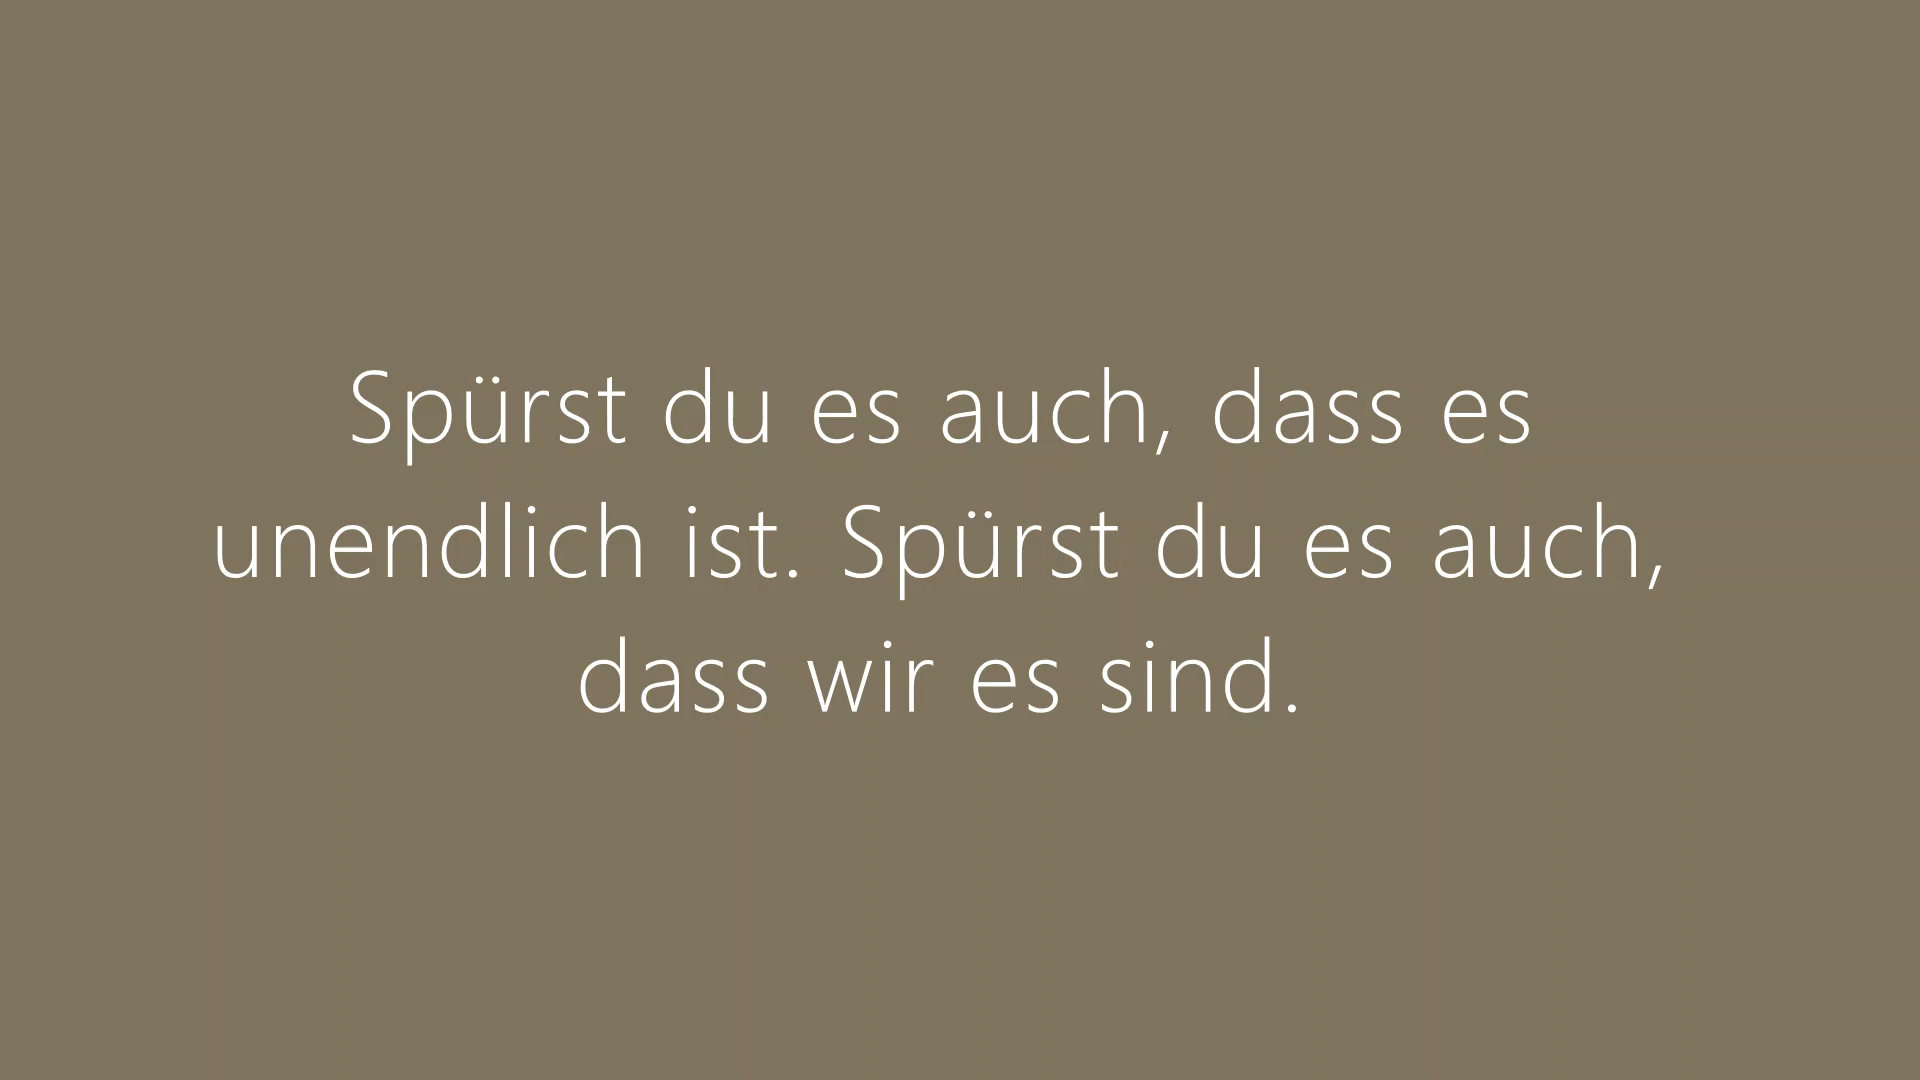 Spürst du es auch, dass es
unendlich ist. Spürst du es auch,
dass wir es sind.